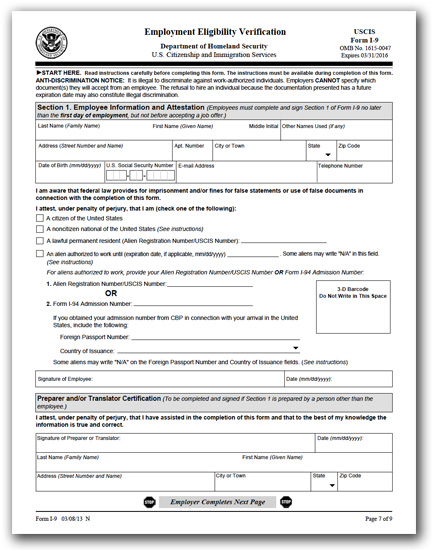 Employment Eligibility Verification
Department of Homeland Security
U.S. Citizenship and Immigration Services
USCIS
Form I-9
OMB No. 1615-0047
Expires 03/31/2016
►START HERE. Read instructions carefully before completing this form. The instructions must be available during completion of this form.
ANTI-DISCRIMINATION NOTICE: It is illegal to discriminate against work-authorized individuals. Employers CANNOT specify which
document(s) they will accept from an employee. The refusal to hire an individual because the documentation presented has a future
expiration date may also constitute illegal discrimination.
Section 1. Employee Information and Attestation (Employees must complete and sign Section 1 of Form I-9 no later
than the first day of employment, but not before accepting a job offer.)
Last Name (Family Name) First Name (Given Name) Middle Initial Other Names Used (if any)
Address (Street Number and Name) Apt. Number City or Town State Zip Code
Date of Birth (mm/dd/yyyy) U.S. Social Security Number E-mail Address Telephone Number
- -
I am aware that federal law provides for imprisonment and/or fines for false statements or use of false documents in
connection with the completion of this form.
I attest, under penalty of perjury, that I am (check one of the following):
A citizen of the United States
A noncitizen national of the United States (See instructions)
A lawful permanent resident (Alien Registration Number/USCIS Number):
An alien authorized to work until (expiration date, if applicable, mm/dd/yyyy) . Some aliens may write "N/A" in this field.
(See instructions)
For aliens authorized to work, provide your Alien Registration Number/USCIS Number OR Form I-94 Admission Number:
1. Alien Registration Number/USCIS Number:
OR
2. Form I-94 Admission Number:
3-D Barcode
Do Not Write in This Space
If you obtained your admission number from CBP in connection with your arrival in the United
States, include the following:
Foreign Passport Number:
Country of Issuance:
Some aliens may write "N/A" on the Foreign Passport Number and Country of Issuance fields. (See instructions)
Signature of Employee: Date (mm/dd/yyyy):
Preparer and/or Translator Certification (To be completed and signed if Section 1 is prepared by a person other than the
employee.)
I attest, under penalty of perjury, that I have assisted in the completion of this form and that to the best of my knowledge the
information is true and correct.
Signature of Preparer or Translator: Date (mm/dd/yyyy):
Last Name (Family Name) First Name (Given Name)
Address (Street Number and Name) City or Town State Zip Code
STOP Employer Completes Next Page STOP
Form I-9 03/08/13 N Page 7 of 9